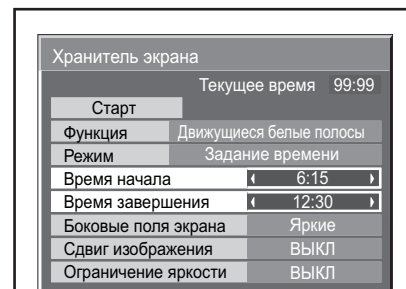 Хранитель экрана
Текущее время 99:99
Старт
Функция Движущиеся белые полосы
Режим Задание времени
Время начала 6:15
Время завершения 12:30
Боковые поля экрана Яркие
Сдвиг изображения ВЫКЛ
Ограничение яркости ВЫКЛ